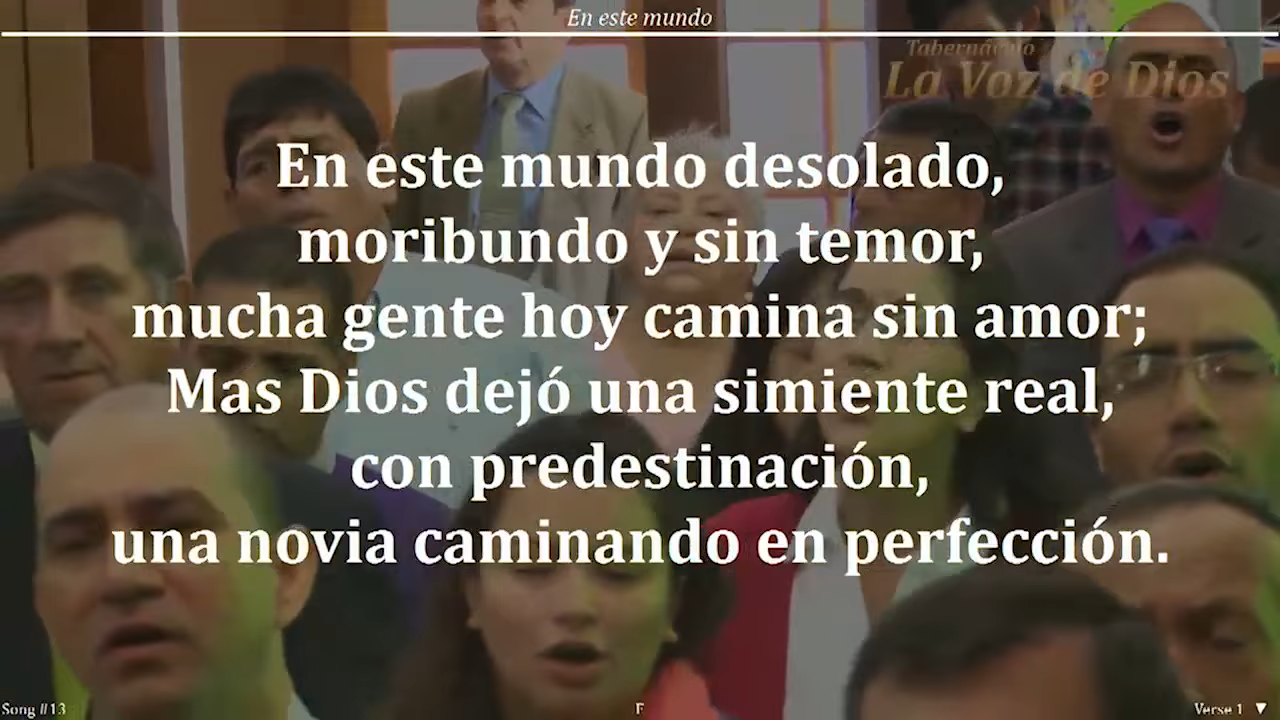 En este mundo
Tabernáculo
La Voz de Dios
En este mundo desolado,
moribundo y sin temor,
mucha gente hoy camina sin amor;
Mas Dios dejó una simiente real,
con predestinación,
una novia caminando en perfección.
Song #13
F
Verse 1 ▼